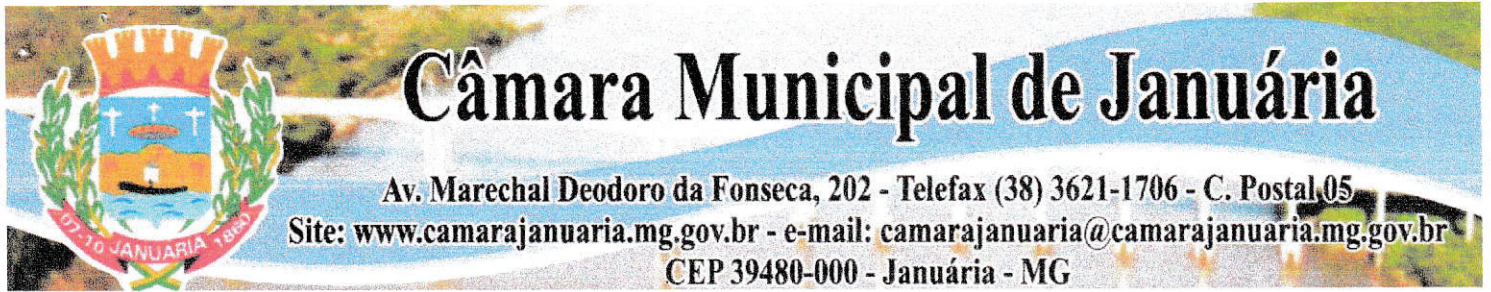 Câmara Municipal de Januária
Av. Marechal Deodoro da Fonseca, 202 - Telefax (38) 3621-1706 - C. Postal 05
Site: www.camarajanuaria.mg.gov.br - e-mail: camarajanuaria@camarajanuaria.mg.gov.br
CEP 39480-000 - Januária - MG
07-10 JANUARIA 1860